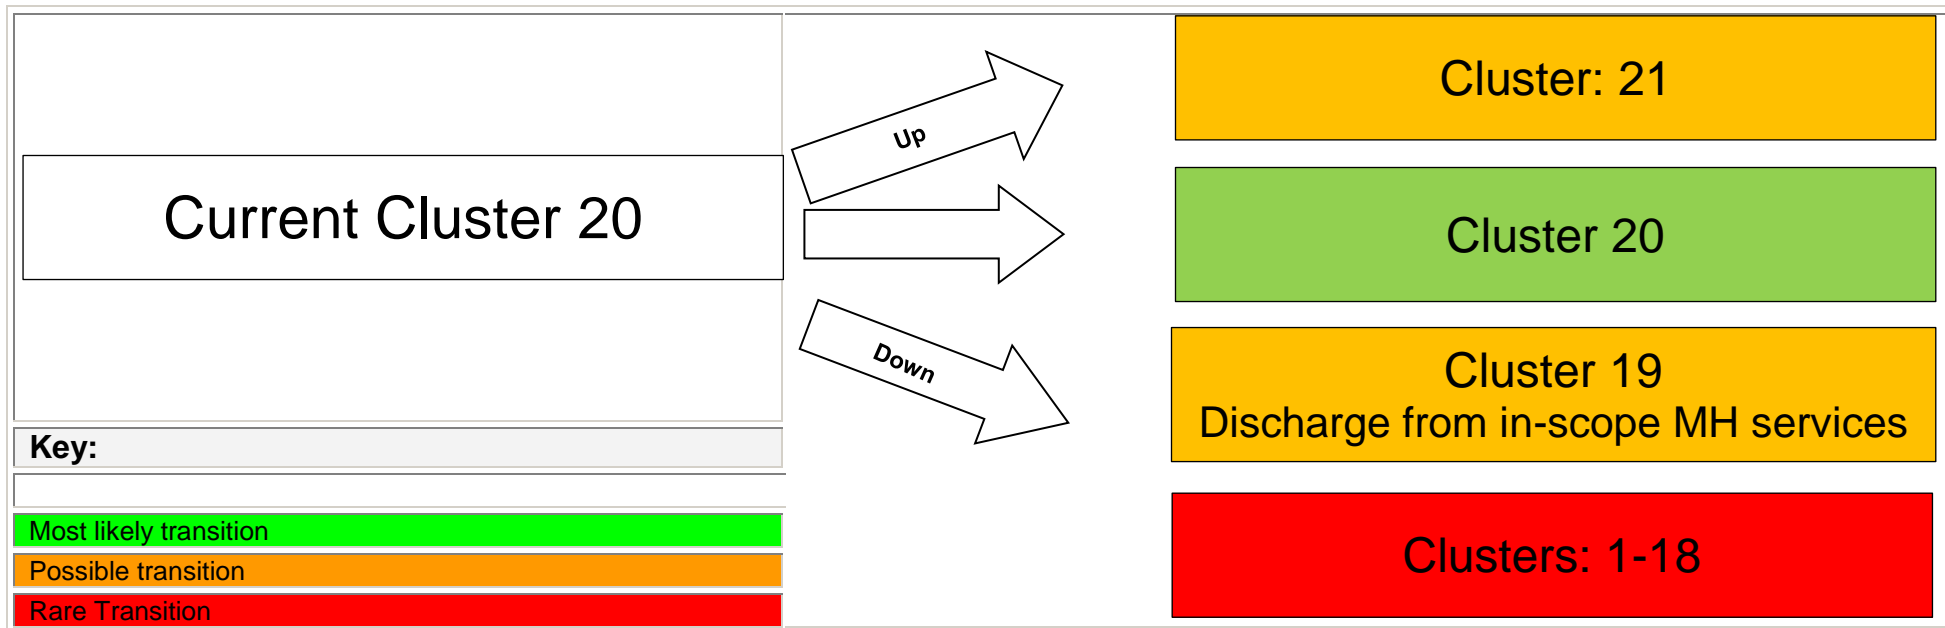 Current Cluster 20
Key:
Most likely transition
Possible transition
Rare Transition
Up
Down
Cluster: 21
Cluster 20
Cluster 19
Discharge from in-scope MH services
Clusters: 1-18